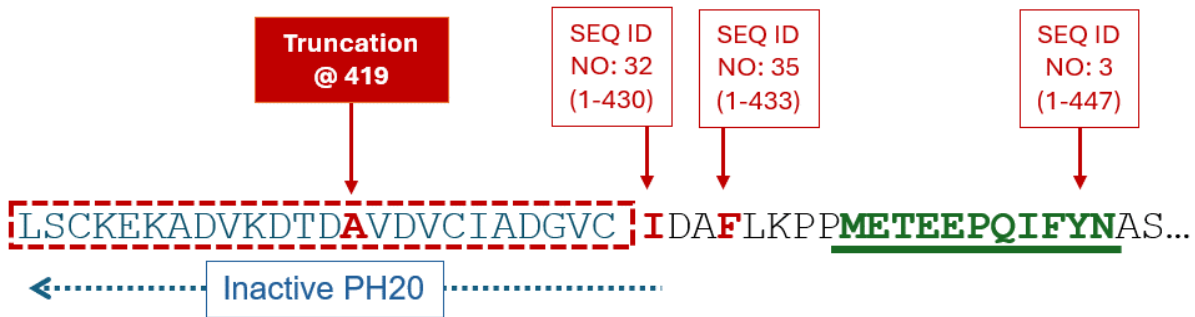 Truncation
@ 419
SEQ ID
NO: 32
(1-430)
SEQ ID
NO: 35
(1-433)
SEQ ID
NO: 3
(1-447)
LSCKEKADVKDTDAVDVCIADGVCIDAFLKPPMETEEPQIFYNAS...
Inactive PH20